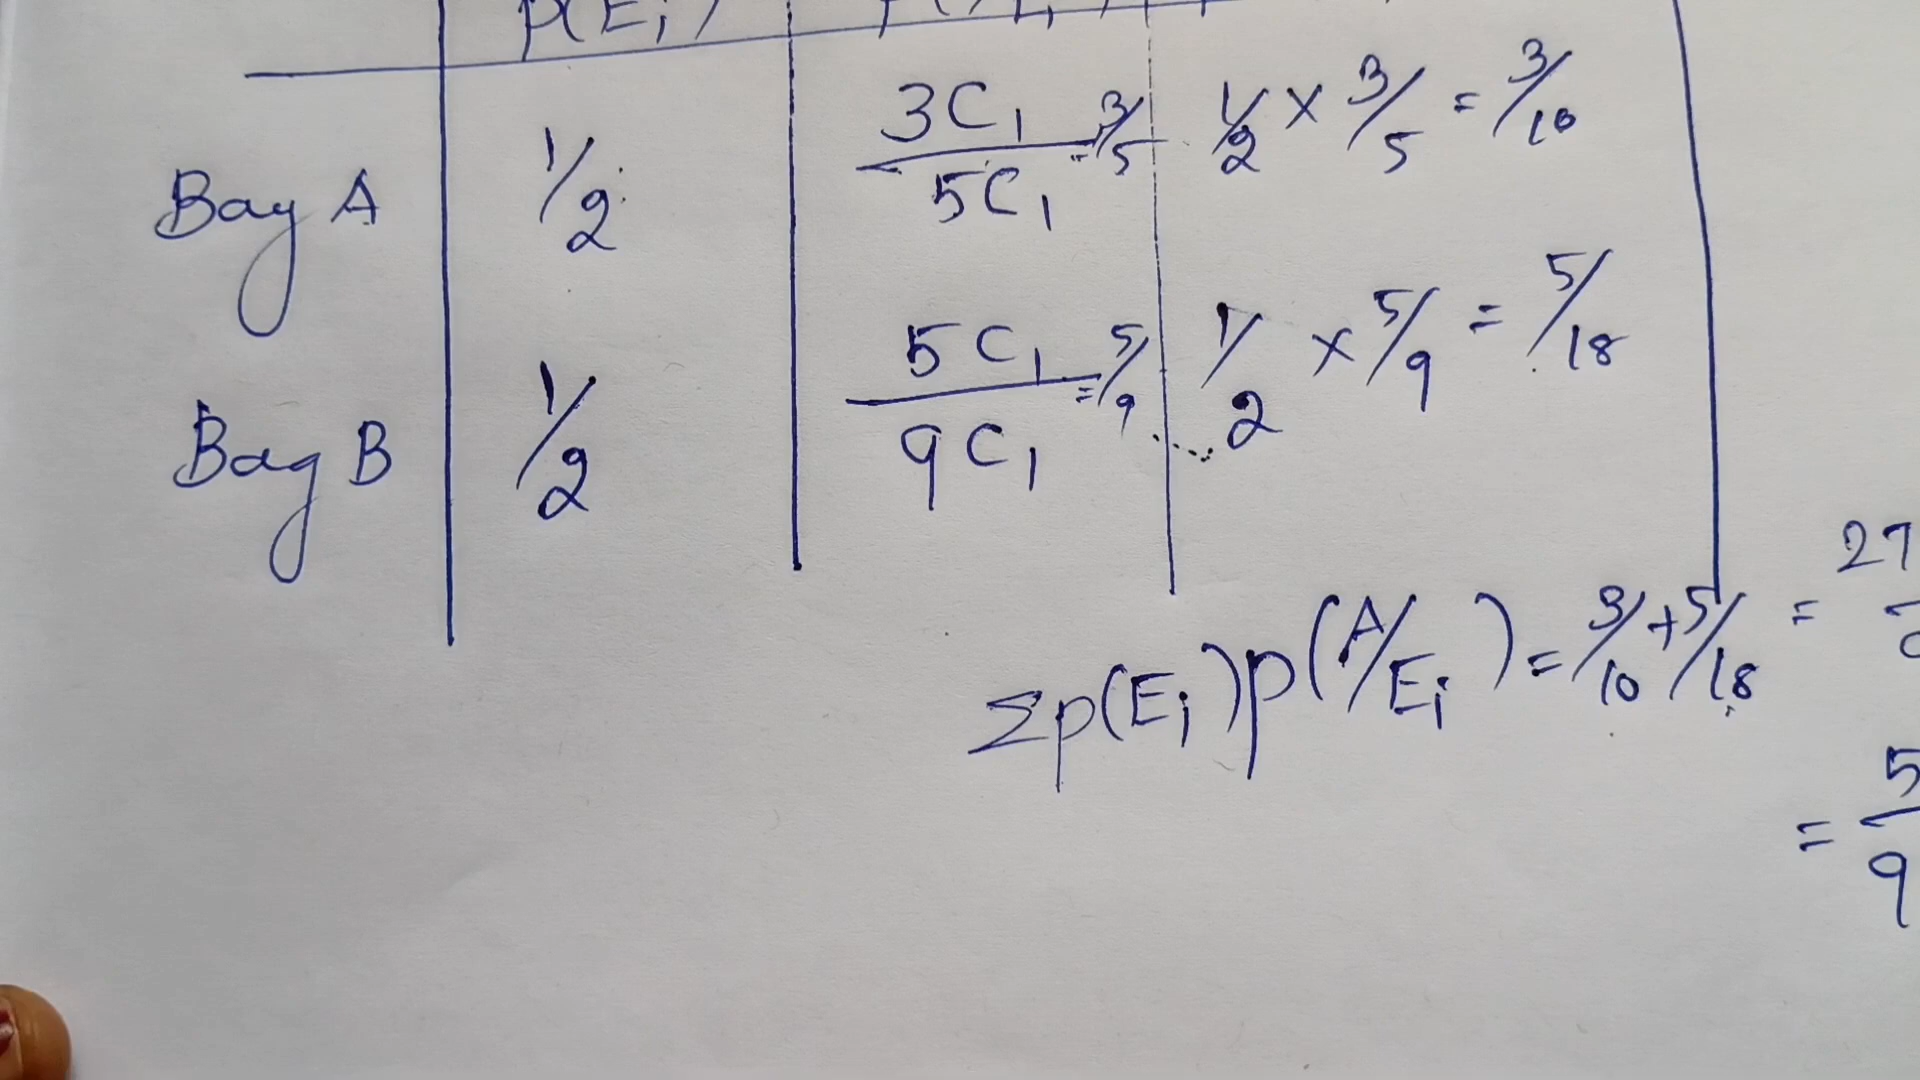 p(Ei)
Bag A 1/2 3C1/5C1 = 3/5 1/2 × 3/5 = 3/10
Bag B 1/2 5C1/9C1 = 5/9 1/2 × 5/9 = 5/18
Σp(Ei)p(A/Ei) = 3/10 + 5/18 = 27
= 5
9